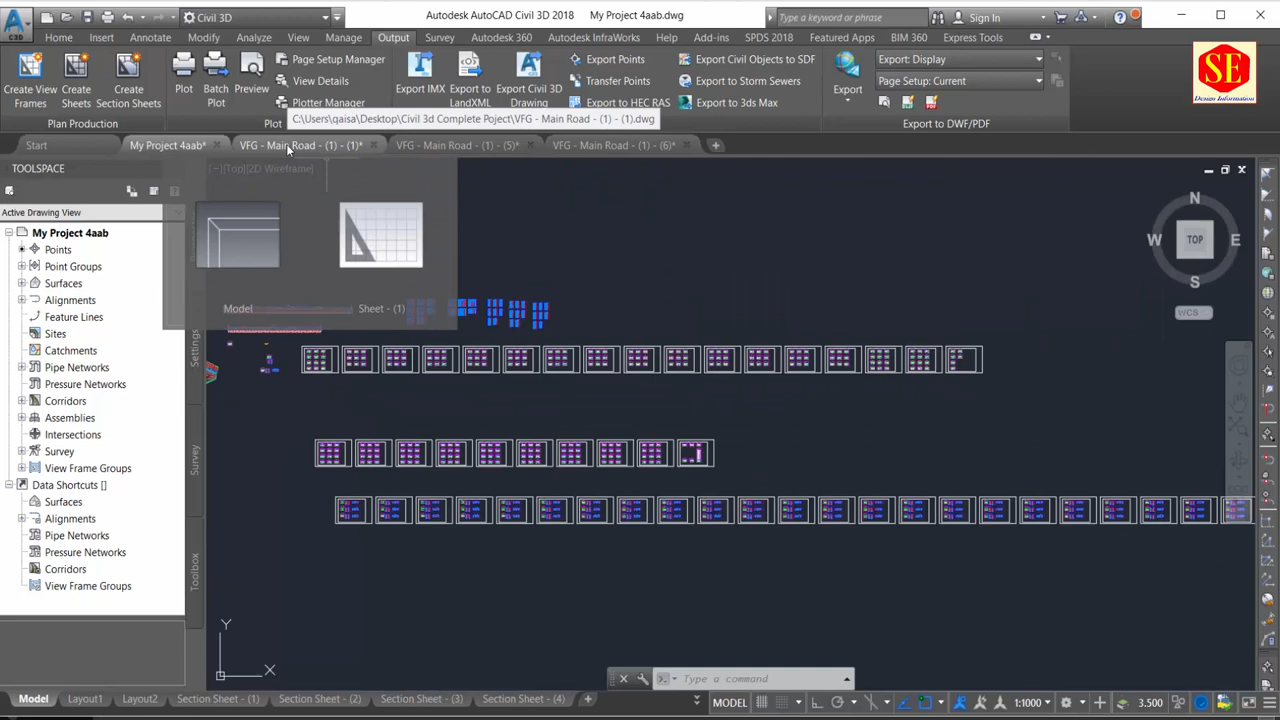 Civil 3D
Autodesk AutoCAD Civil 3D 2018 My Project 4aab.dwg
Type a keyword or phrase
Sign In
Home Insert Annotate Modify Analyze View Manage Output Survey Autodesk 360 Autodesk InfraWorks Help Add-ins SPDS 2018 Featured Apps BIM 360 Express Tools
C3D
Create View Frames
Create Sheets
Create Section Sheets
Plan Production
Plot
Batch Plot
Preview
Page Setup Manager
View Details
Plotter Manager
Plot
Export IMX
Export to LandXML
Export Civil 3D Drawing
Export Points
Transfer Points
Export to HEC RAS
Export Civil Objects to SDF
Export to Storm Sewers
Export to 3ds Max
Export
Export: Display
Page Setup: Current
Export to DWF/PDF
SE
Design Information
C:\Users\qaisa\Desktop\Civil 3d Complete Poject\VFG - Main Road - (1) - (1).dwg
Start
My Project 4aab*
VFG - Main Road - (1) - (1)*
VFG - Main Road - (1) - (5)*
VFG - Main Road - (1) - (6)*
TOOLSPACE
[−][Top][2D Wireframe]
Active Drawing View
My Project 4aab
Points
Point Groups
Surfaces
Alignments
Feature Lines
Sites
Catchments
Pipe Networks
Pressure Networks
Corridors
Assemblies
Intersections
Survey
View Frame Groups
Data Shortcuts []
Surfaces
Alignments
Pipe Networks
Pressure Networks
Corridors
View Frame Groups
Settings
Survey
Toolbox
Model
Sheet - (1)
N
W TOP E
S
WCS
Y
X
Type a command
Model Layout1 Layout2 Section Sheet - (1) Section Sheet - (2) Section Sheet - (3) Section Sheet - (4)
MODEL
1:1000
3.500